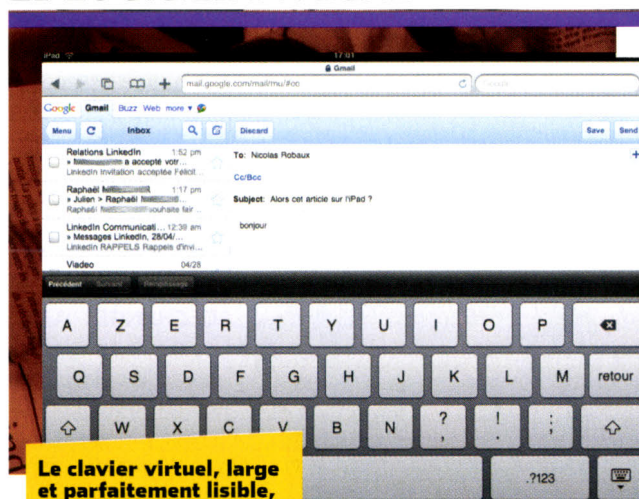 iPad 17:01
Gmail
mail.google.com/mail/mu/#co
Google Gmail Buzz Web more ▾
Menu Inbox Discard Save Send
Relations LinkedIn 1:52 pm
» a accepté votr...
LinkedIn Invitation acceptée Félicit...
Raphaël 1:17 pm
» Julien > Raphaël
Raphaël souhaite fair...
LinkedIn Communicati... 12:39 am
» Messages LinkedIn, 28/04/...
LinkedIn RAPPELS Rappels d'invi...
Viadeo 04/28
To: Nicolas Robaux
Cc/Bcc
Subject: Alors cet article sur l'iPad ?
bonjour
Précédent Suivant Remplissage
A Z E R T Y U I O P
Q S D F G H J K L M retour
W X C V B N ? , ! . : ;
.?123
Le clavier virtuel, large
et parfaitement lisible,